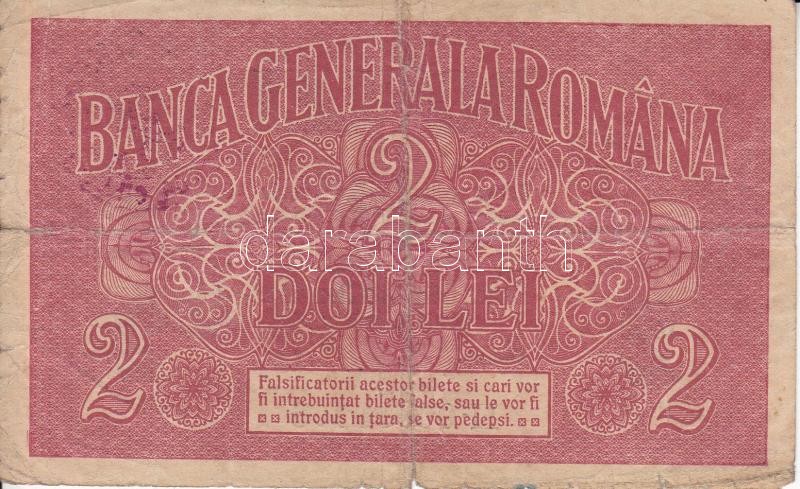 BANCA GENERALA ROMÂNA
2
darabanth
DOI LEI
2
2
Falsificatorii acestor bilete si cari vor
fi intrebuințat bilete false, sau le vor fi
introdus in țara, se vor pedepsi.